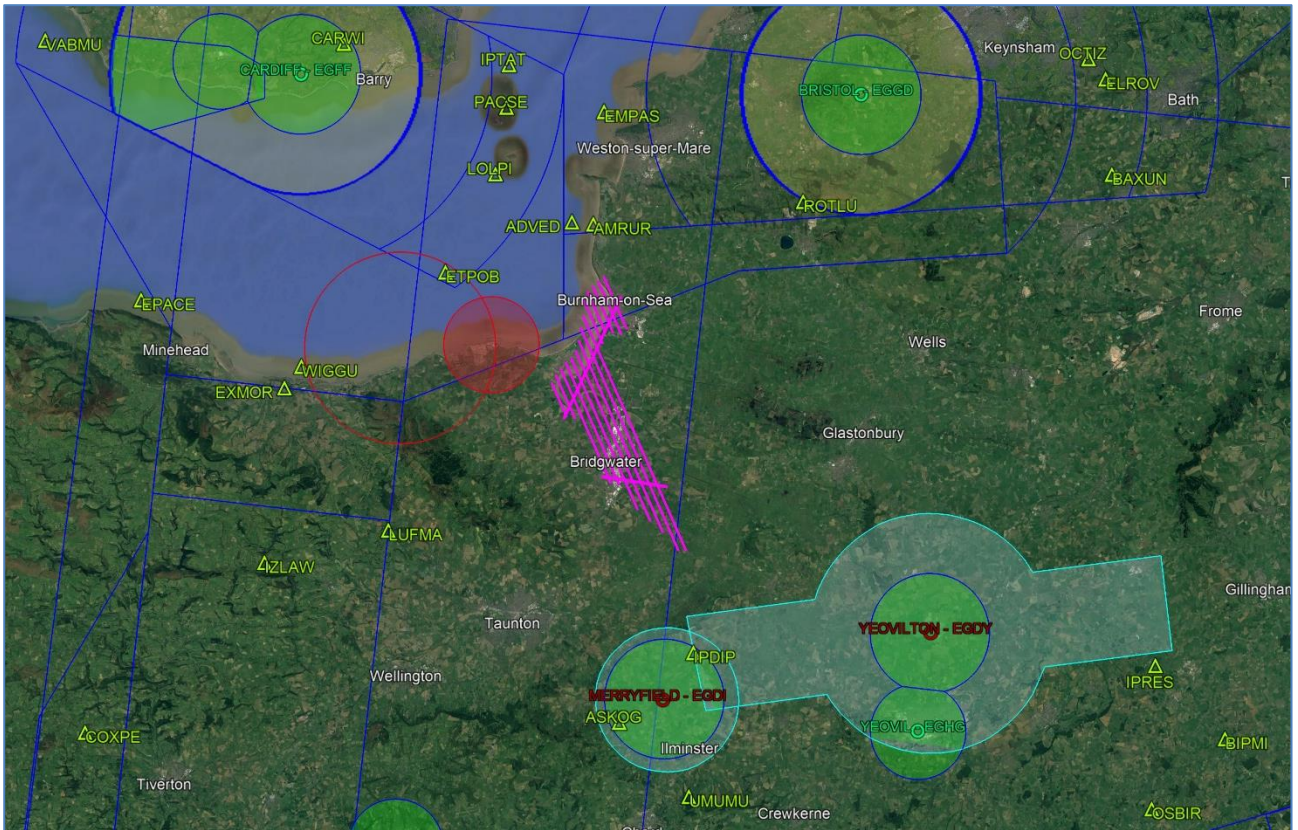 VABMU
CARWI
IPTAT
Keynsham
OCTIZ
CARDIFF - EGFF
Barry
BRISTOL - EGGD
ELROV
PACSE
Bath
EMPAS
Weston-super-Mare
LOLPI
BAXUN
ROTLU
ADVED
AMRUR
ETPOB
EPACE
Burnham-on-Sea
Frome
Minehead
Wells
WIGGU
EXMOR
Glastonbury
Bridgwater
LUFMA
IZLAW
Gillingham
Taunton
YEOVILTON - EGDY
IPDIP
Wellington
IPRES
MERRYFIELD - EGDI
ASKOG
YEOVIL - EGHG
COXPE
Ilminster
BIPMI
Tiverton
UMUMU
Crewkerne
OSBIR